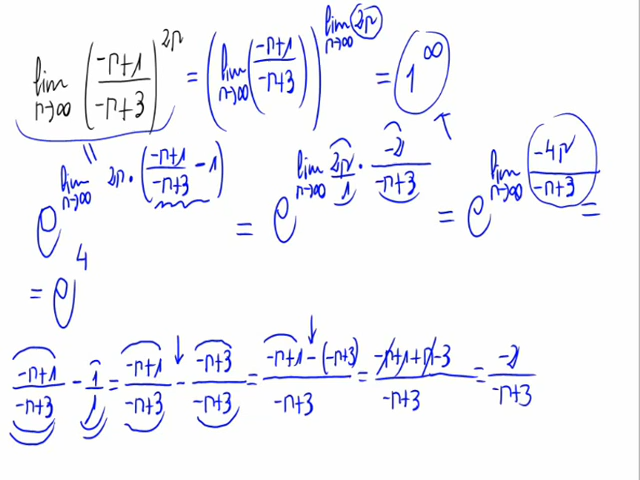 lim n→∞ ((-n+1)/(-n+3))^(2n) = (lim n→∞ ((-n+1)/(-n+3)))^(lim n→∞ 2n) = 1^∞
= e^(lim n→∞ 2n · ((-n+1)/(-n+3) - 1)) = e^(lim n→∞ 2n/1 · (-2)/(-n+3)) = e^(lim n→∞ (-4n)/(-n+3)) =
= e^4
(-n+1)/(-n+3) - 1/1 = (-n+1)/(-n+3) - (-n+3)/(-n+3) = (-n+1-(-n+3))/(-n+3) = (-n+1+n-3)/(-n+3) = (-2)/(-n+3)